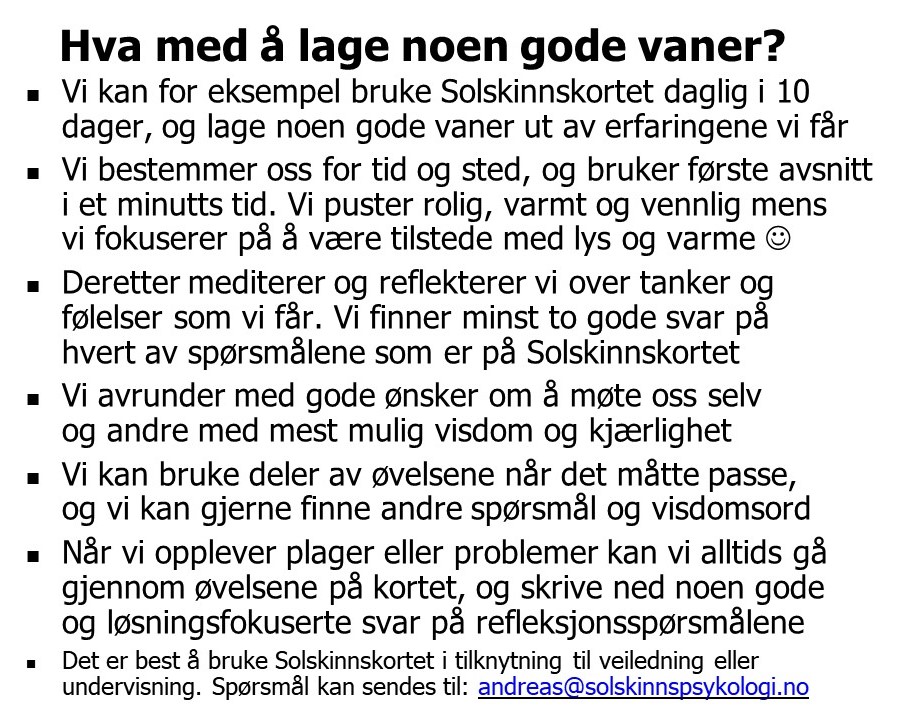 Hva med å lage noen gode vaner?
▪ Vi kan for eksempel bruke Solskinnskortet daglig i 10
dager, og lage noen gode vaner ut av erfaringene vi får
▪ Vi bestemmer oss for tid og sted, og bruker første avsnitt
i et minutts tid. Vi puster rolig, varmt og vennlig mens
vi fokuserer på å være tilstede med lys og varme ☺
▪ Deretter mediterer og reflekterer vi over tanker og
følelser som vi får. Vi finner minst to gode svar på
hvert av spørsmålene som er på Solskinnskortet
▪ Vi avrunder med gode ønsker om å møte oss selv
og andre med mest mulig visdom og kjærlighet
▪ Vi kan bruke deler av øvelsene når det måtte passe,
og vi kan gjerne finne andre spørsmål og visdomsord
▪ Når vi opplever plager eller problemer kan vi alltids gå
gjennom øvelsene på kortet, og skrive ned noen gode
og løsningsfokuserte svar på refleksjonsspørsmålene
▪ Det er best å bruke Solskinnskortet i tilknytning til veiledning eller
undervisning. Spørsmål kan sendes til: andreas@solskinnspsykologi.no